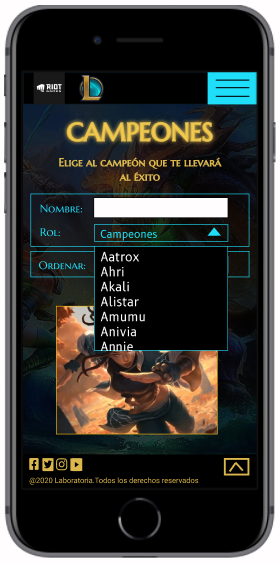 RIOT
GAMES
CAMPEONES
Elige al campeón que te llevará
al éxito
Nombre:
Rol:
Campeones
Ordenar:
Aatrox
Ahri
Akali
Alistar
Amumu
Anivia
Annie
@2020 Laboratoria.Todos los derechos reservados